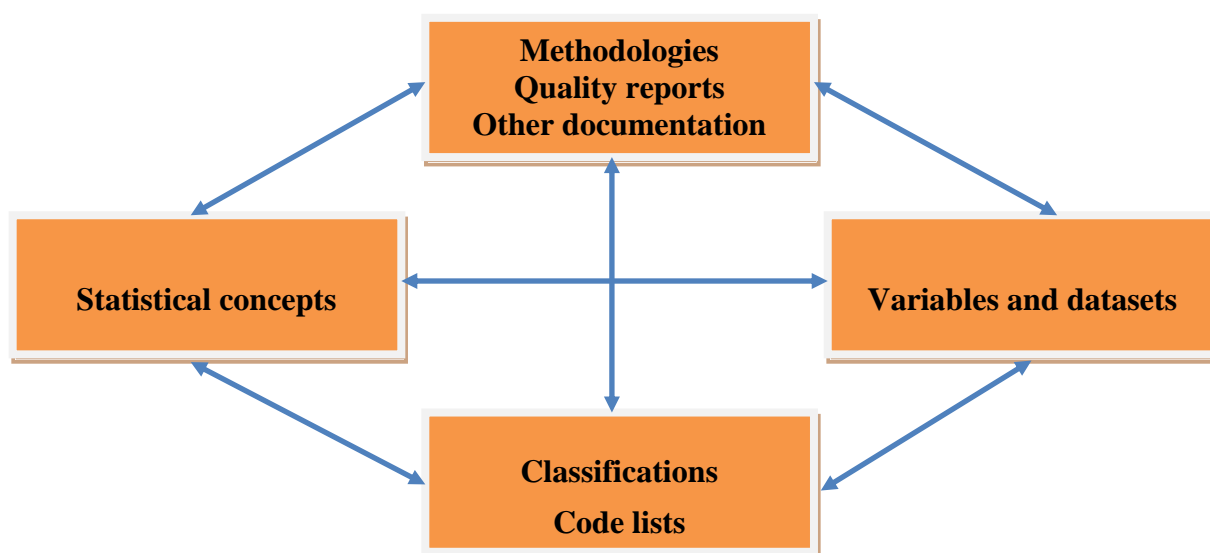 Methodologies
Quality reports
Other documentation
Statistical concepts
Variables and datasets
Classifications
Code lists